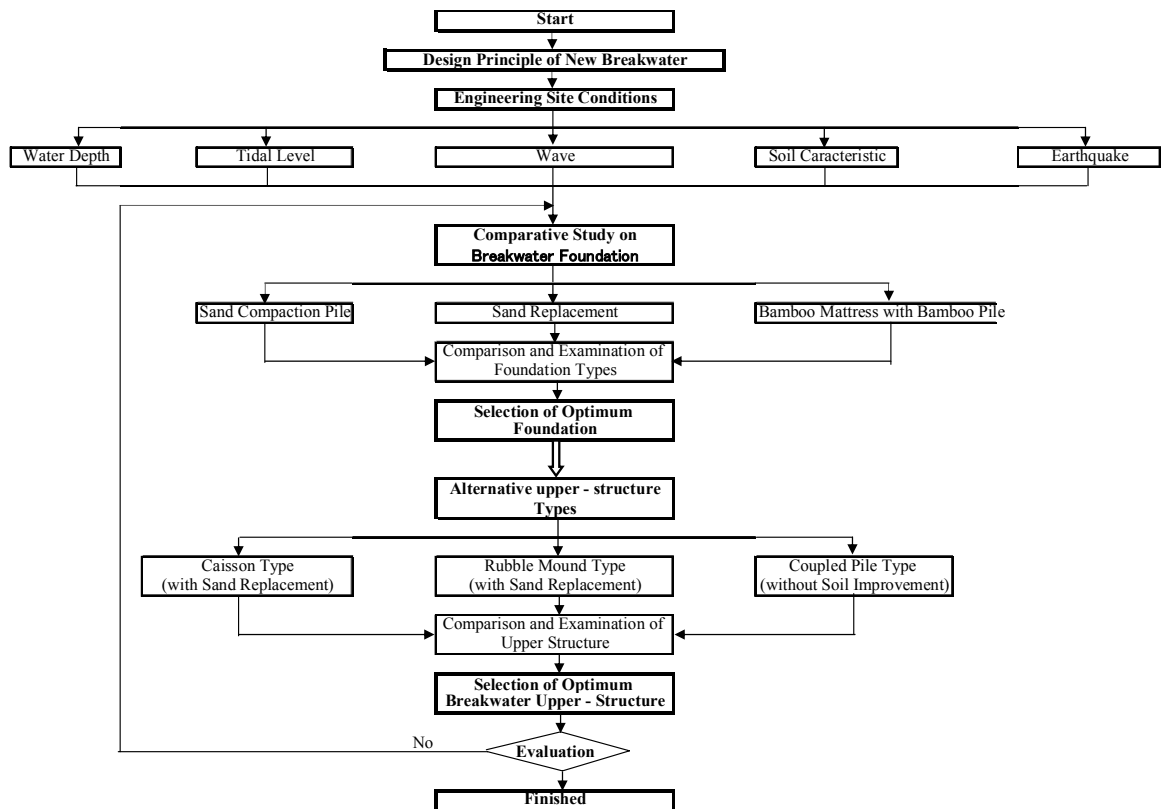 Start
Design Principle of New Breakwater
Engineering Site Conditions
Water Depth
Tidal Level
Wave
Soil Caracteristic
Earthquake
Comparative Study on
Breakwater Foundation
Sand Compaction Pile
Sand Replacement
Bamboo Mattress with Bamboo Pile
Comparison and Examination of
Foundation Types
Selection of Optimum
Foundation
Alternative upper - structure
Types
Caisson Type
(with Sand Replacement)
Rubble Mound Type
(with Sand Replacement)
Coupled Pile Type
(without Soil Improvement)
Comparison and Examination of
Upper Structure
Selection of Optimum
Breakwater Upper - Structure
No
Evaluation
Finished